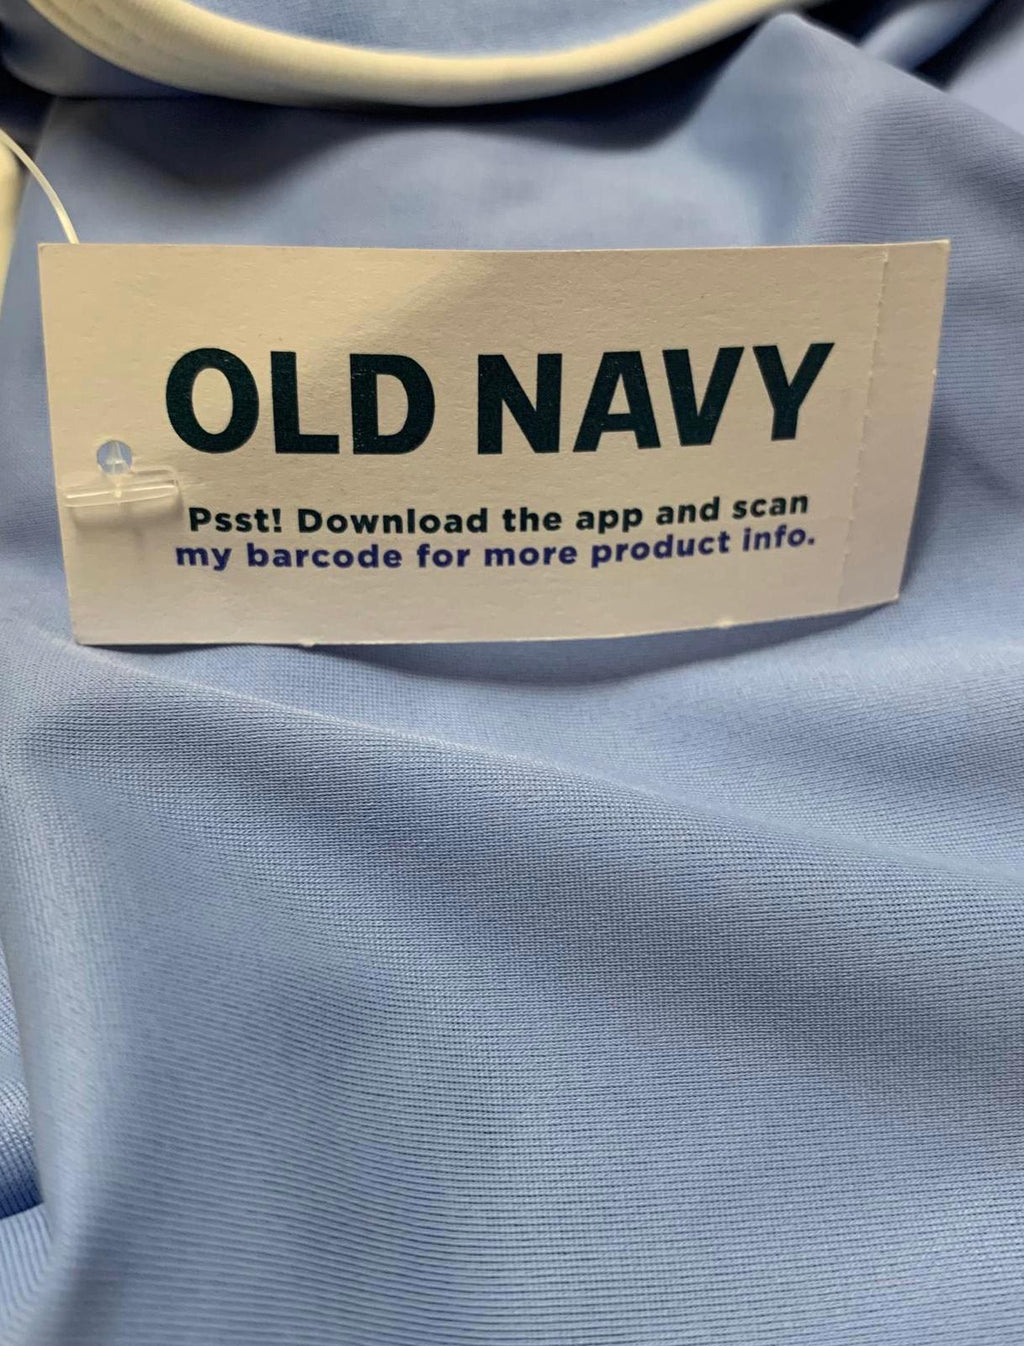 OLD NAVY
Psst! Download the app and scan
my barcode for more product info.